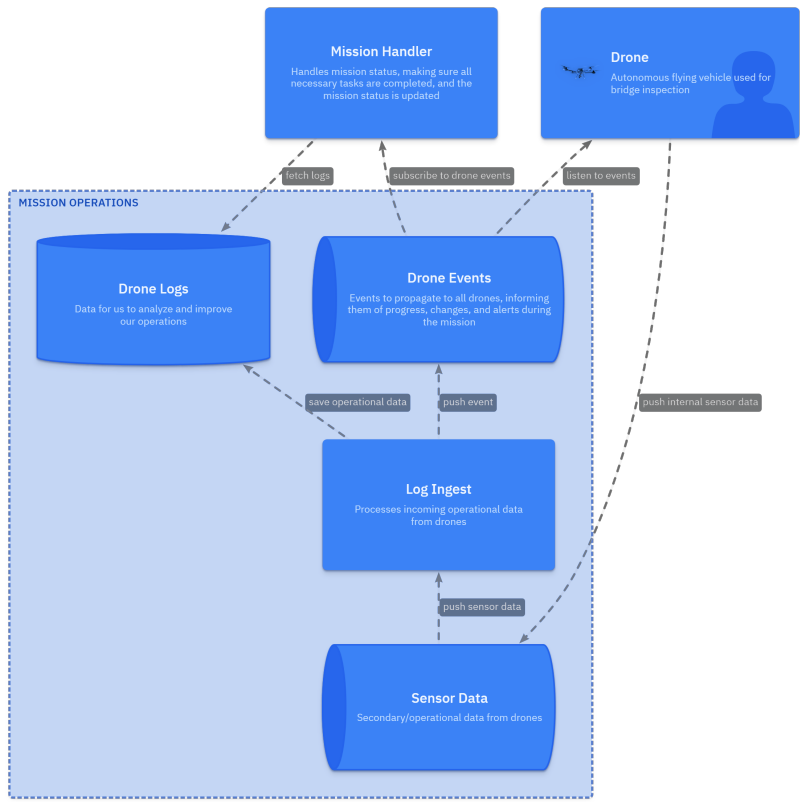 Mission Handler
Handles mission status, making sure all
necessary tasks are completed, and the
mission status is updated
Drone
Autonomous flying vehicle used for
bridge inspection
fetch logs
subscribe to drone events
listen to events
MISSION OPERATIONS
Drone Logs
Data for us to analyze and improve
our operations
Drone Events
Events to propagate to all drones, informing
them of progress, changes, and alerts during
the mission
save operational data
push event
push internal sensor data
Log Ingest
Processes incoming operational data
from drones
push sensor data
Sensor Data
Secondary/operational data from drones